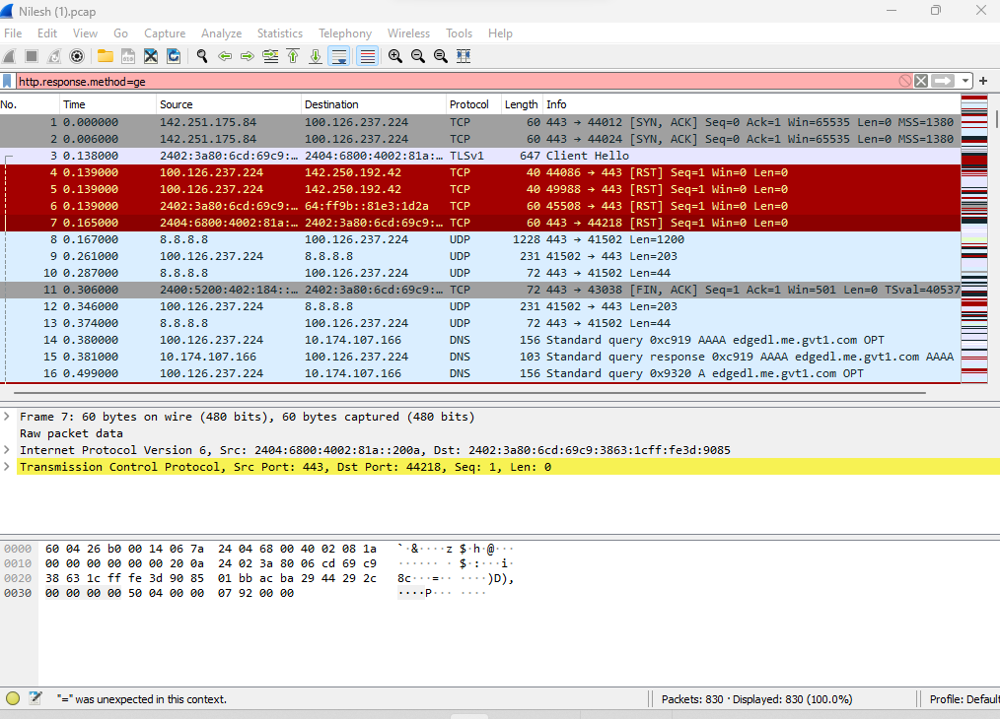 Nilesh (1).pcap
File Edit View Go Capture Analyze Statistics Telephony Wireless Tools Help
http.response.method=ge
No. Time Source Destination Protocol Length Info
1 0.000000 142.251.175.84 100.126.237.224 TCP 60 443 → 44012 [SYN, ACK] Seq=0 Ack=1 Win=65535 Len=0 MSS=1380
2 0.006000 142.251.175.84 100.126.237.224 TCP 60 443 → 44024 [SYN, ACK] Seq=0 Ack=1 Win=65535 Len=0 MSS=1380
3 0.138000 2402:3a80:6cd:69c9:… 2404:6800:4002:81a:… TLSv1 647 Client Hello
4 0.139000 100.126.237.224 142.250.192.42 TCP 40 44086 → 443 [RST] Seq=1 Win=0 Len=0
5 0.139000 100.126.237.224 142.250.192.42 TCP 40 49988 → 443 [RST] Seq=1 Win=0 Len=0
6 0.139000 2402:3a80:6cd:69c9:… 64:ff9b::81e3:1d2a TCP 60 45508 → 443 [RST] Seq=1 Win=0 Len=0
7 0.165000 2404:6800:4002:81a:… 2402:3a80:6cd:69c9:… TCP 60 443 → 44218 [RST] Seq=1 Win=0 Len=0
8 0.167000 8.8.8.8 100.126.237.224 UDP 1228 443 → 41502 Len=1200
9 0.261000 100.126.237.224 8.8.8.8 UDP 231 41502 → 443 Len=203
10 0.287000 8.8.8.8 100.126.237.224 UDP 72 443 → 41502 Len=44
11 0.306000 2400:5200:402:184::… 2402:3a80:6cd:69c9:… TCP 72 443 → 43038 [FIN, ACK] Seq=1 Ack=1 Win=501 Len=0 TSval=40537
12 0.346000 100.126.237.224 8.8.8.8 UDP 231 41502 → 443 Len=203
13 0.374000 8.8.8.8 100.126.237.224 UDP 72 443 → 41502 Len=44
14 0.380000 100.126.237.224 10.174.107.166 DNS 156 Standard query 0xc919 AAAA edgedl.me.gvt1.com OPT
15 0.381000 10.174.107.166 100.126.237.224 DNS 103 Standard query response 0xc919 AAAA edgedl.me.gvt1.com AAAA
16 0.499000 100.126.237.224 10.174.107.166 DNS 156 Standard query 0x9320 A edgedl.me.gvt1.com OPT
Frame 7: 60 bytes on wire (480 bits), 60 bytes captured (480 bits)
Raw packet data
Internet Protocol Version 6, Src: 2404:6800:4002:81a::200a, Dst: 2402:3a80:6cd:69c9:3863:1cff:fe3d:9085
Transmission Control Protocol, Src Port: 443, Dst Port: 44218, Seq: 1, Len: 0
0000 60 04 26 b0 00 14 06 7a 24 04 68 00 40 02 08 1a `·&····z $·h·@···
0010 00 00 00 00 00 00 20 0a 24 02 3a 80 06 cd 69 c9 ······ · $·:···i·
0020 38 63 1c ff fe 3d 90 85 01 bb ac ba 29 44 29 2c 8c···=·· ····)D),
0030 00 00 00 00 50 04 00 00 07 92 00 00 ····P··· ····
"=" was unexpected in this context.
Packets: 830 · Displayed: 830 (100.0%)
Profile: Default